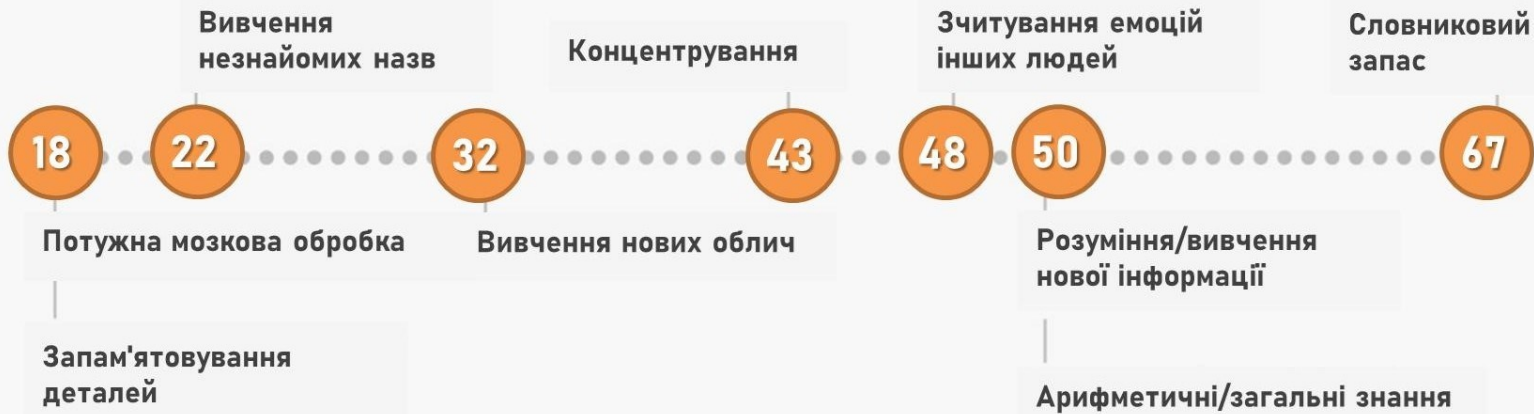 Вивчення
незнайомих назв
Концентрування
Зчитування емоцій
інших людей
Словниковий
запас
18
22
32
43
48
50
67
Потужна мозкова обробка
Вивчення нових облич
Розуміння/вивчення
нової інформації
Запам'ятовування
деталей
Арифметичні/загальні знання